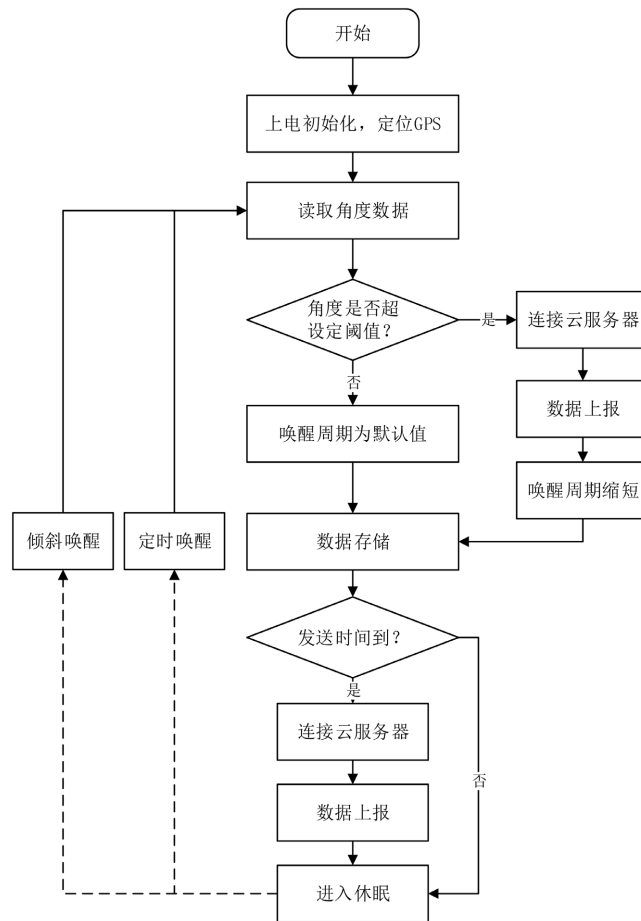 开始
上电初始化，定位GPS
读取角度数据
角度是否超
设定阈值？
是
连接云服务器
否
数据上报
唤醒周期为默认值
唤醒周期缩短
倾斜唤醒
定时唤醒
数据存储
发送时间到？
是
连接云服务器
否
数据上报
进入休眠